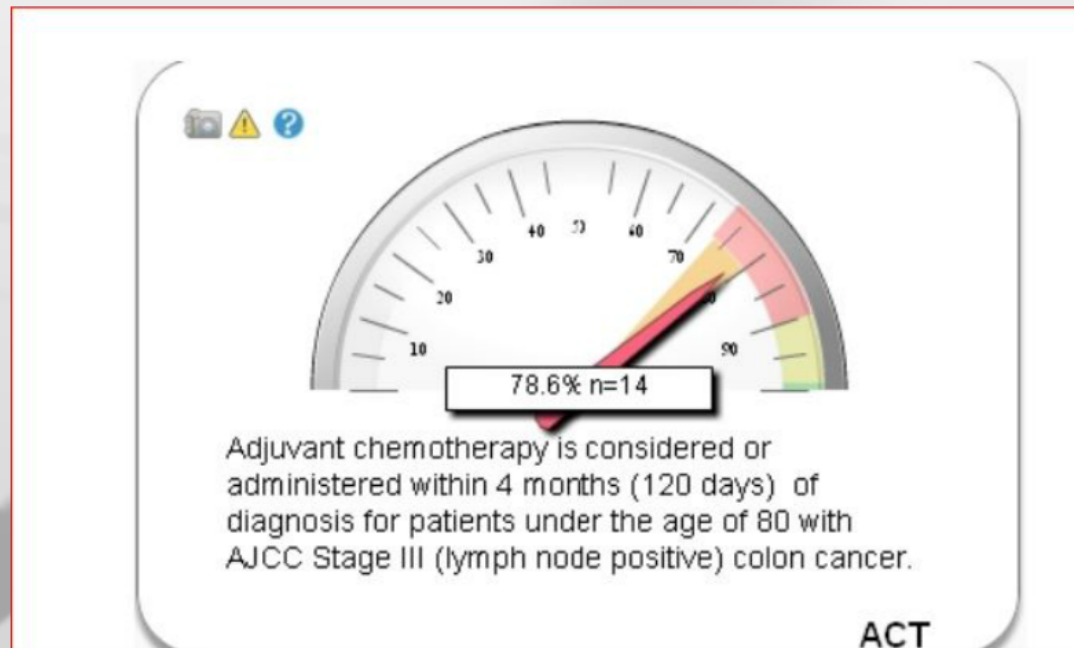 40 50 60
30 70
20 80
10 90
78.6% n=14
Adjuvant chemotherapy is considered or
administered within 4 months (120 days) of
diagnosis for patients under the age of 80 with
AJCC Stage III (lymph node positive) colon cancer.
ACT